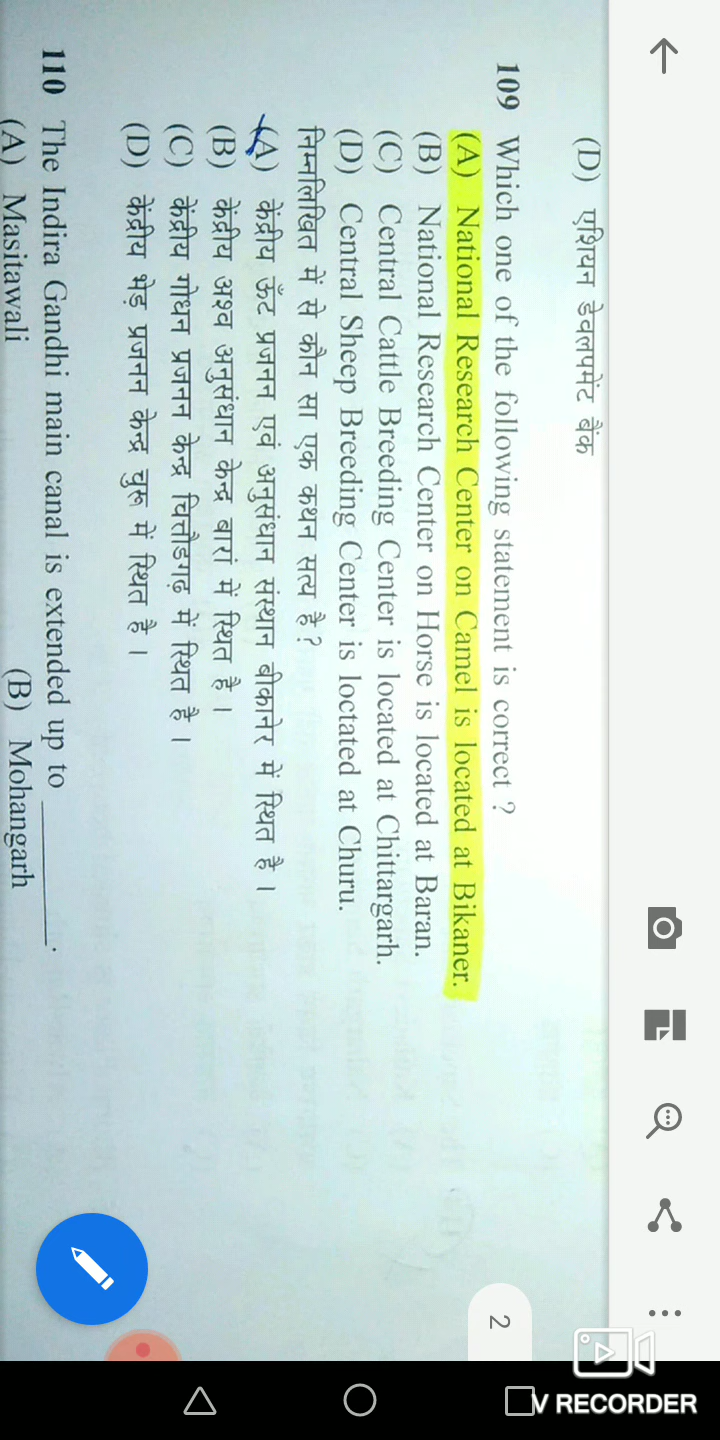 (D) एशियन डेवलपमेंट बैंक
109 Which one of the following statement is correct ?
(A) National Research Center on Camel is located at Bikaner.
(B) National Research Center on Horse is located at Baran.
(C) Central Cattle Breeding Center is located at Chittargarh.
(D) Central Sheep Breeding Center is loctated at Churu.
निम्नलिखित में से कौन सा एक कथन सत्य है ?
(A) केंद्रीय ऊँट प्रजनन एवं अनुसंधान संस्थान बीकानेर में स्थित है ।
(B) केंद्रीय अश्व अनुसंधान केन्द्र बारां में स्थित है ।
(C) केंद्रीय गोधन प्रजनन केन्द्र चित्तौडगढ़ में स्थित है ।
(D) केंद्रीय भेड़ प्रजनन केन्द्र चुरू में स्थित है ।
110 The Indira Gandhi main canal is extended up to ________.
(A) Masitawali (B) Mohangarh
2
V RECORDER